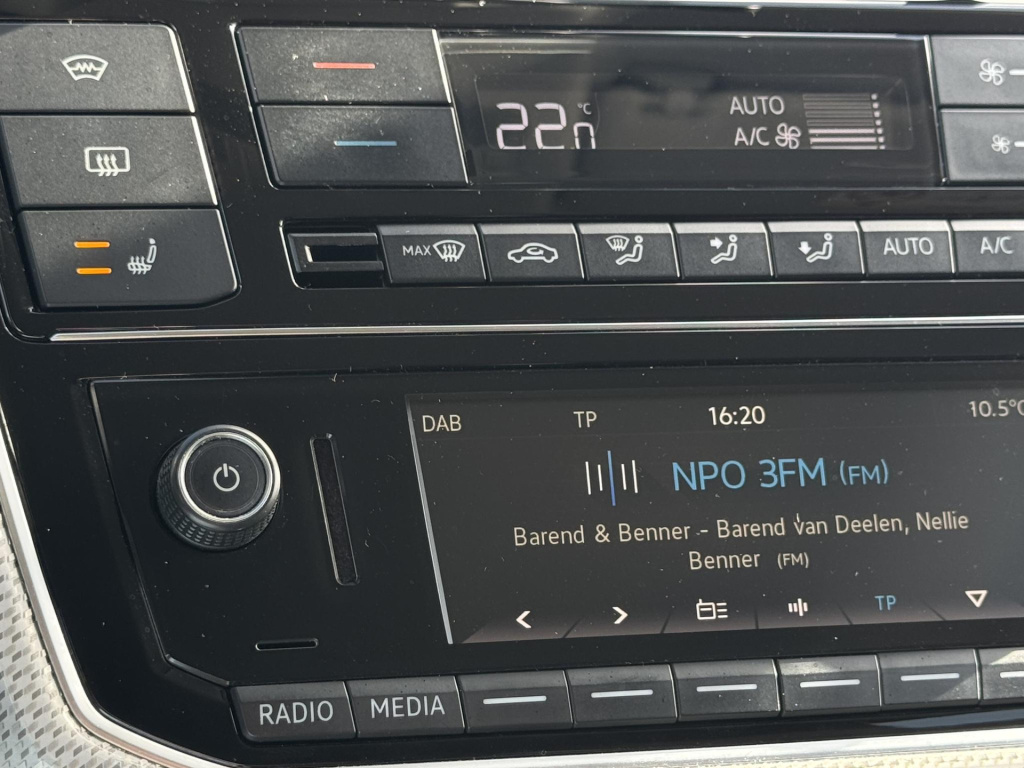 22.0 °C
AUTO
A/C
MAX
AUTO
A/C
DAB TP 16:20 10.5°C
NPO 3FM (FM)
Barend & Benner - Barend Van Deelen, Nellie
Benner (FM)
TP
RADIO MEDIA